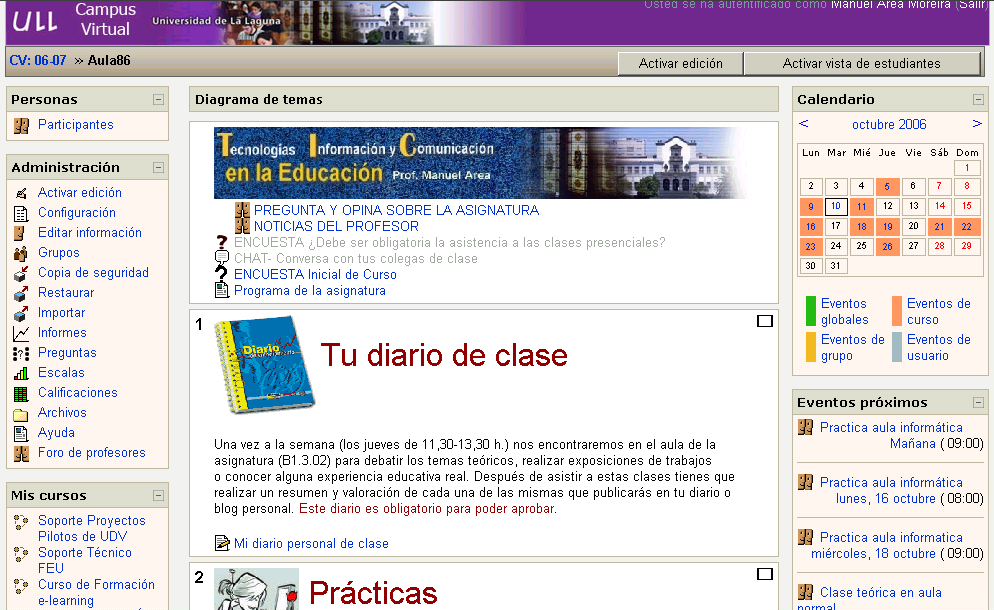 ULL
Campus
Virtual
Universidad de La Laguna
Usted se ha autentificado como Manuel Area Moreira (Salir)
CV: 06-07 » Aula86
Activar edición
Activar vista de estudiantes
Personas
Participantes
Administración
Activar edición
Configuración
Editar información
Grupos
Copia de seguridad
Restaurar
Importar
Informes
Preguntas
Escalas
Calificaciones
Archivos
Ayuda
Foro de profesores
Mis cursos
Soporte Proyectos
Pilotos de UDV
Soporte Técnico
FEU
Curso de Formación
e-learning
Diagrama de temas
Tecnologías Información y Comunicación
en la Educación Prof. Manuel Area
PREGUNTA Y OPINA SOBRE LA ASIGNATURA
NOTICIAS DEL PROFESOR
ENCUESTA ¿Debe ser obligatoria la asistencia a las clases presenciales?
CHAT- Conversa con tus colegas de clase
ENCUESTA Inicial de Curso
Programa de la asignatura
1
Diario
Tu diario de clase
Una vez a la semana (los jueves de 11,30-13,30 h.) nos encontraremos en el aula de la
asignatura (B1.3.02) para debatir los temas teóricos, realizar exposiciones de trabajos
o conocer alguna experiencia educativa real. Después de asistir a estas clases tienes que
realizar un resumen y valoración de cada una de las mismas que publicarás en tu diario o
blog personal. Este diario es obligatorio para poder aprobar.
Mi diario personal de clase
2
Prácticas
Calendario
< octubre 2006 >
Lun Mar Mié Jue Vie Sáb Dom
1
2 3 4 5 6 7 8
9 10 11 12 13 14 15
16 17 18 19 20 21 22
23 24 25 26 27 28 29
30 31
Eventos
globales
Eventos de
curso
Eventos de
grupo
Eventos de
usuario
Eventos próximos
Practica aula informática
Mañana (09:00)
Practica aula informática
lunes, 16 octubre (08:00)
Practica aula informatica
miércoles, 18 octubre (09:00)
Clase teórica en aula
normal